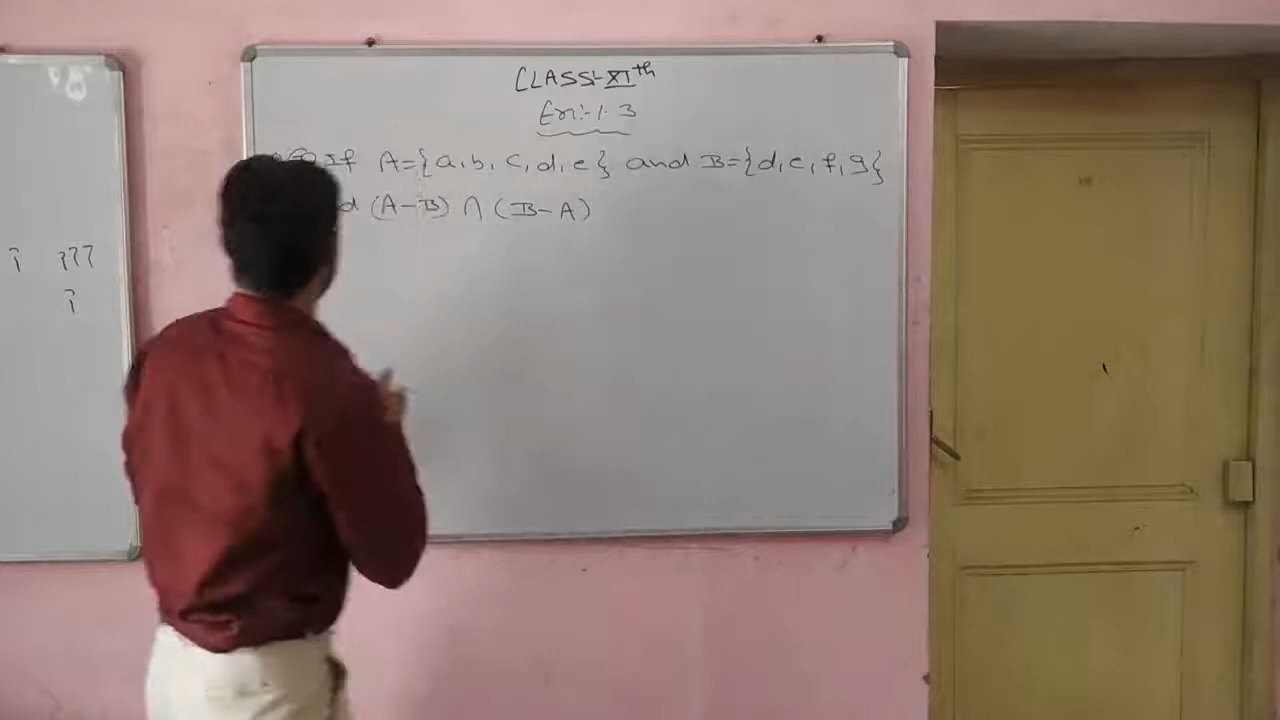 CLASS:-XIth
Ex:-1.3
If A={a,b,c,d,e} and B={d,e,f,g}
(A-B) ∩ (B-A)